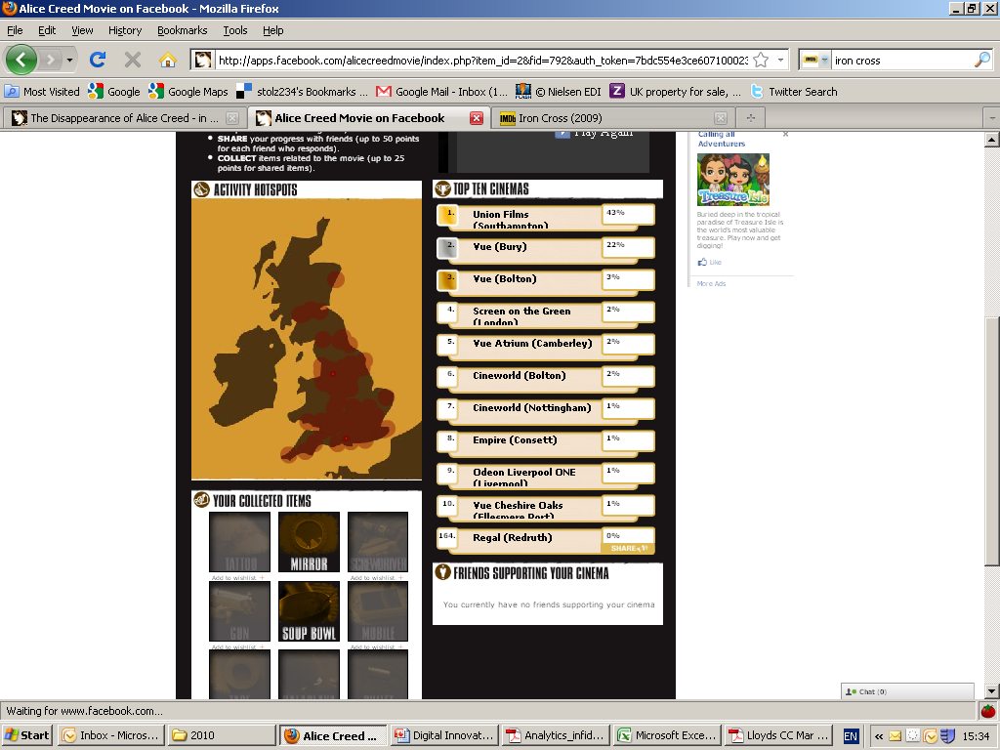 Alice Creed Movie on Facebook - Mozilla Firefox
File Edit View History Bookmarks Tools Help
http://apps.facebook.com/alicecreedmovie/index.php?item_id=2&fid=792&auth_token=7bdc554e3ce607100023
iron cross
Most Visited Google Google Maps stolz234's Bookmarks ... Google Mail - Inbox (1... © Nielsen EDI UK property for sale, ... Twitter Search
The Disappearance of Alice Creed - in ... Alice Creed Movie on Facebook IMDb Iron Cross (2009)
SHARE your progress with friends (up to 50 points
for each friend who responds).
COLLECT items related to the movie (up to 25
points for shared items).
Play Again
ACTIVITY HOTSPOTS
TOP TEN CINEMAS
1. Union Films (Southampton) 43%
2. Vue (Bury) 22%
3. Vue (Bolton) 3%
4. Screen on the Green (London) 2%
5. Vue Atrium (Camberley) 2%
6. Cineworld (Bolton) 2%
7. Cineworld (Nottingham) 1%
8. Empire (Consett) 1%
9. Odeon Liverpool ONE (Liverpool) 1%
10. Vue Cheshire Oaks (Ellesmere Port) 1%
164. Regal (Redruth) 0%
SHARE
FRIENDS SUPPORTING YOUR CINEMA
You currently have no friends supporting your cinema
YOUR COLLECTED ITEMS
TATTOO MIRROR SCREWDRIVER
Add to wishlist + Add to wishlist +
GUN SOUP BOWL MOBILE
Add to wishlist + Add to wishlist +
Calling all
Adventurers
Treasure Isle
Buried deep in the tropical
paradise of Treasure Isle is
the world's most valuable
treasure. Play now and get
digging!
Like
More Ads
Chat (0)
Waiting for www.facebook.com...
Start Inbox - Micros... 2010 Alice Creed ... Digital Innovat... Analytics_infid... Microsoft Exce... Lloyds CC Mar ... EN « 15:34